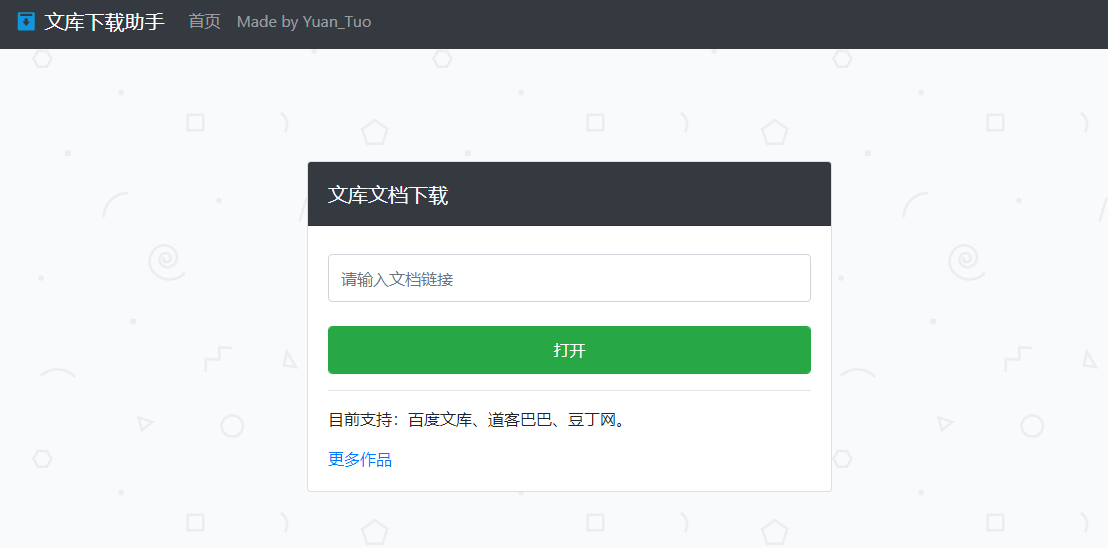 文库下载助手 首页 Made by Yuan_Tuo
文库文档下载
请输入文档链接
打开
目前支持：百度文库、道客巴巴、豆丁网。
更多作品